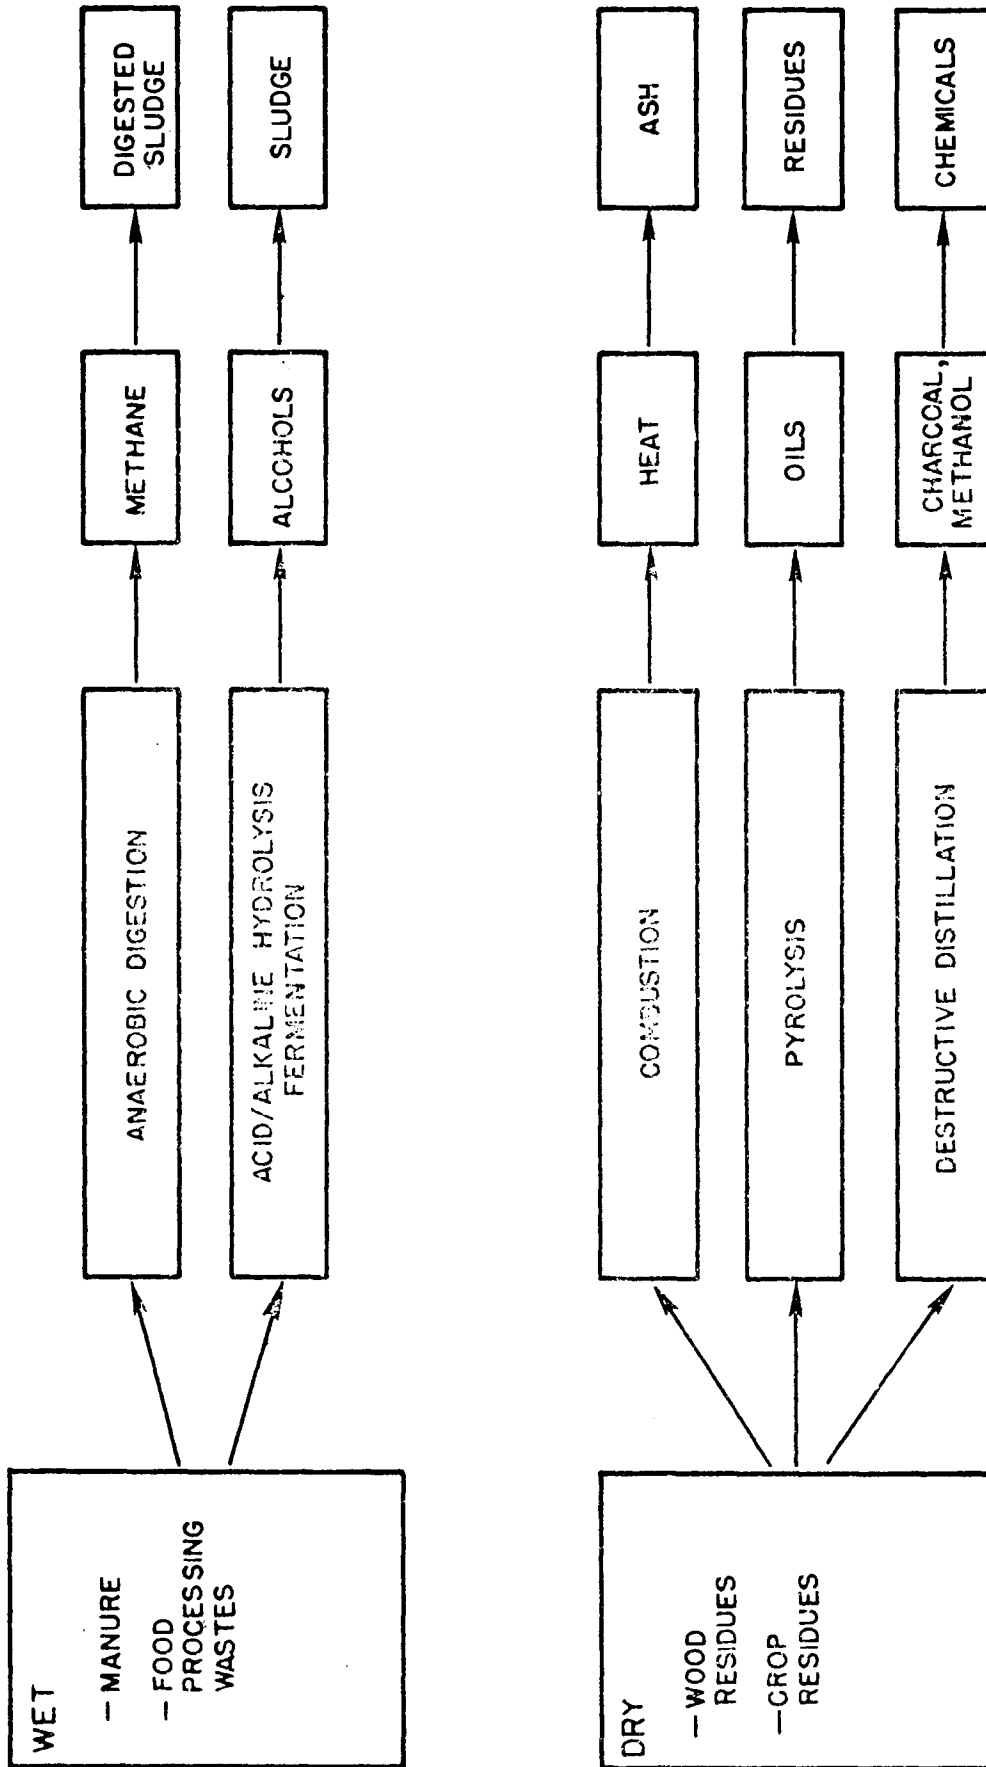 WET
— MANURE
— FOOD
PROCESSING
WASTES
ANAEROBIC DIGESTION
METHANE
DIGESTED
SLUDGE
ACID/ALKALINE HYDROLYSIS
FERMENTATION
ALCOHOLS
SLUDGE
DRY
— WOOD
RESIDUES
— CROP
RESIDUES
COMBUSTION
HEAT
ASH
PYROLYSIS
OILS
RESIDUES
DESTRUCTIVE DISTILLATION
CHARCOAL,
METHANOL
CHEMICALS